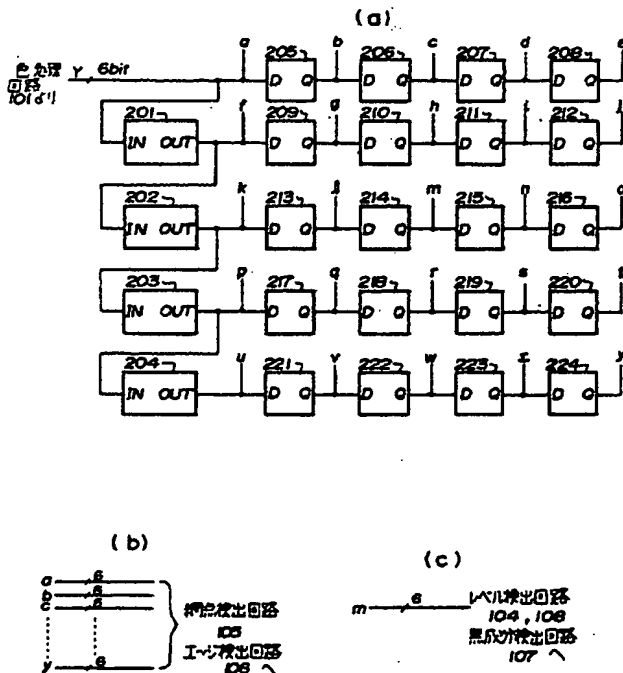 (a)
色処理
回路
101より
Y 6bit
a 205 b 206 c 207 d 208 e
D Q D Q D Q D Q
201 f 209 g 210 h 211 i 212 j
IN OUT D Q D Q D Q D Q
202 k 213 l 214 m 215 n 216 o
IN OUT D Q D Q D Q D Q
203 p 217 q 218 r 219 s 220 t
IN OUT D Q D Q D Q D Q
204 u 221 v 222 w 223 x 224 y
IN OUT D Q D Q D Q D Q
(b)
a 6
b 6
c 6
y 6
網点検出回路
105
エッジ検出回路
106 へ
(c)
m 6
レベル検出回路
104, 108
黒成分検出回路
107 へ